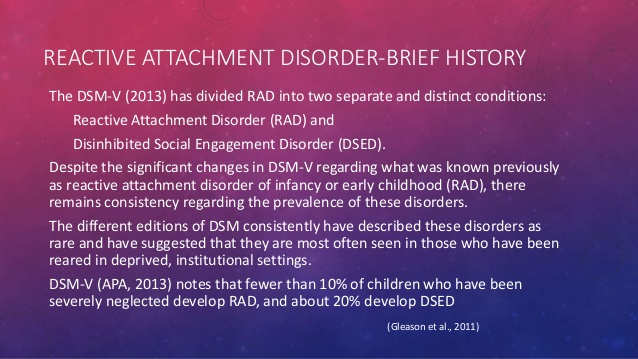 REACTIVE ATTACHMENT DISORDER-BRIEF HISTORY
The DSM-V (2013) has divided RAD into two separate and distinct conditions:
Reactive Attachment Disorder (RAD) and
Disinhibited Social Engagement Disorder (DSED).
Despite the significant changes in DSM-V regarding what was known previously
as reactive attachment disorder of infancy or early childhood (RAD), there
remains consistency regarding the prevalence of these disorders.
The different editions of DSM consistently have described these disorders as
rare and have suggested that they are most often seen in those who have been
reared in deprived, institutional settings.
DSM-V (APA, 2013) notes that fewer than 10% of children who have been
severely neglected develop RAD, and about 20% develop DSED
(Gleason et al., 2011)